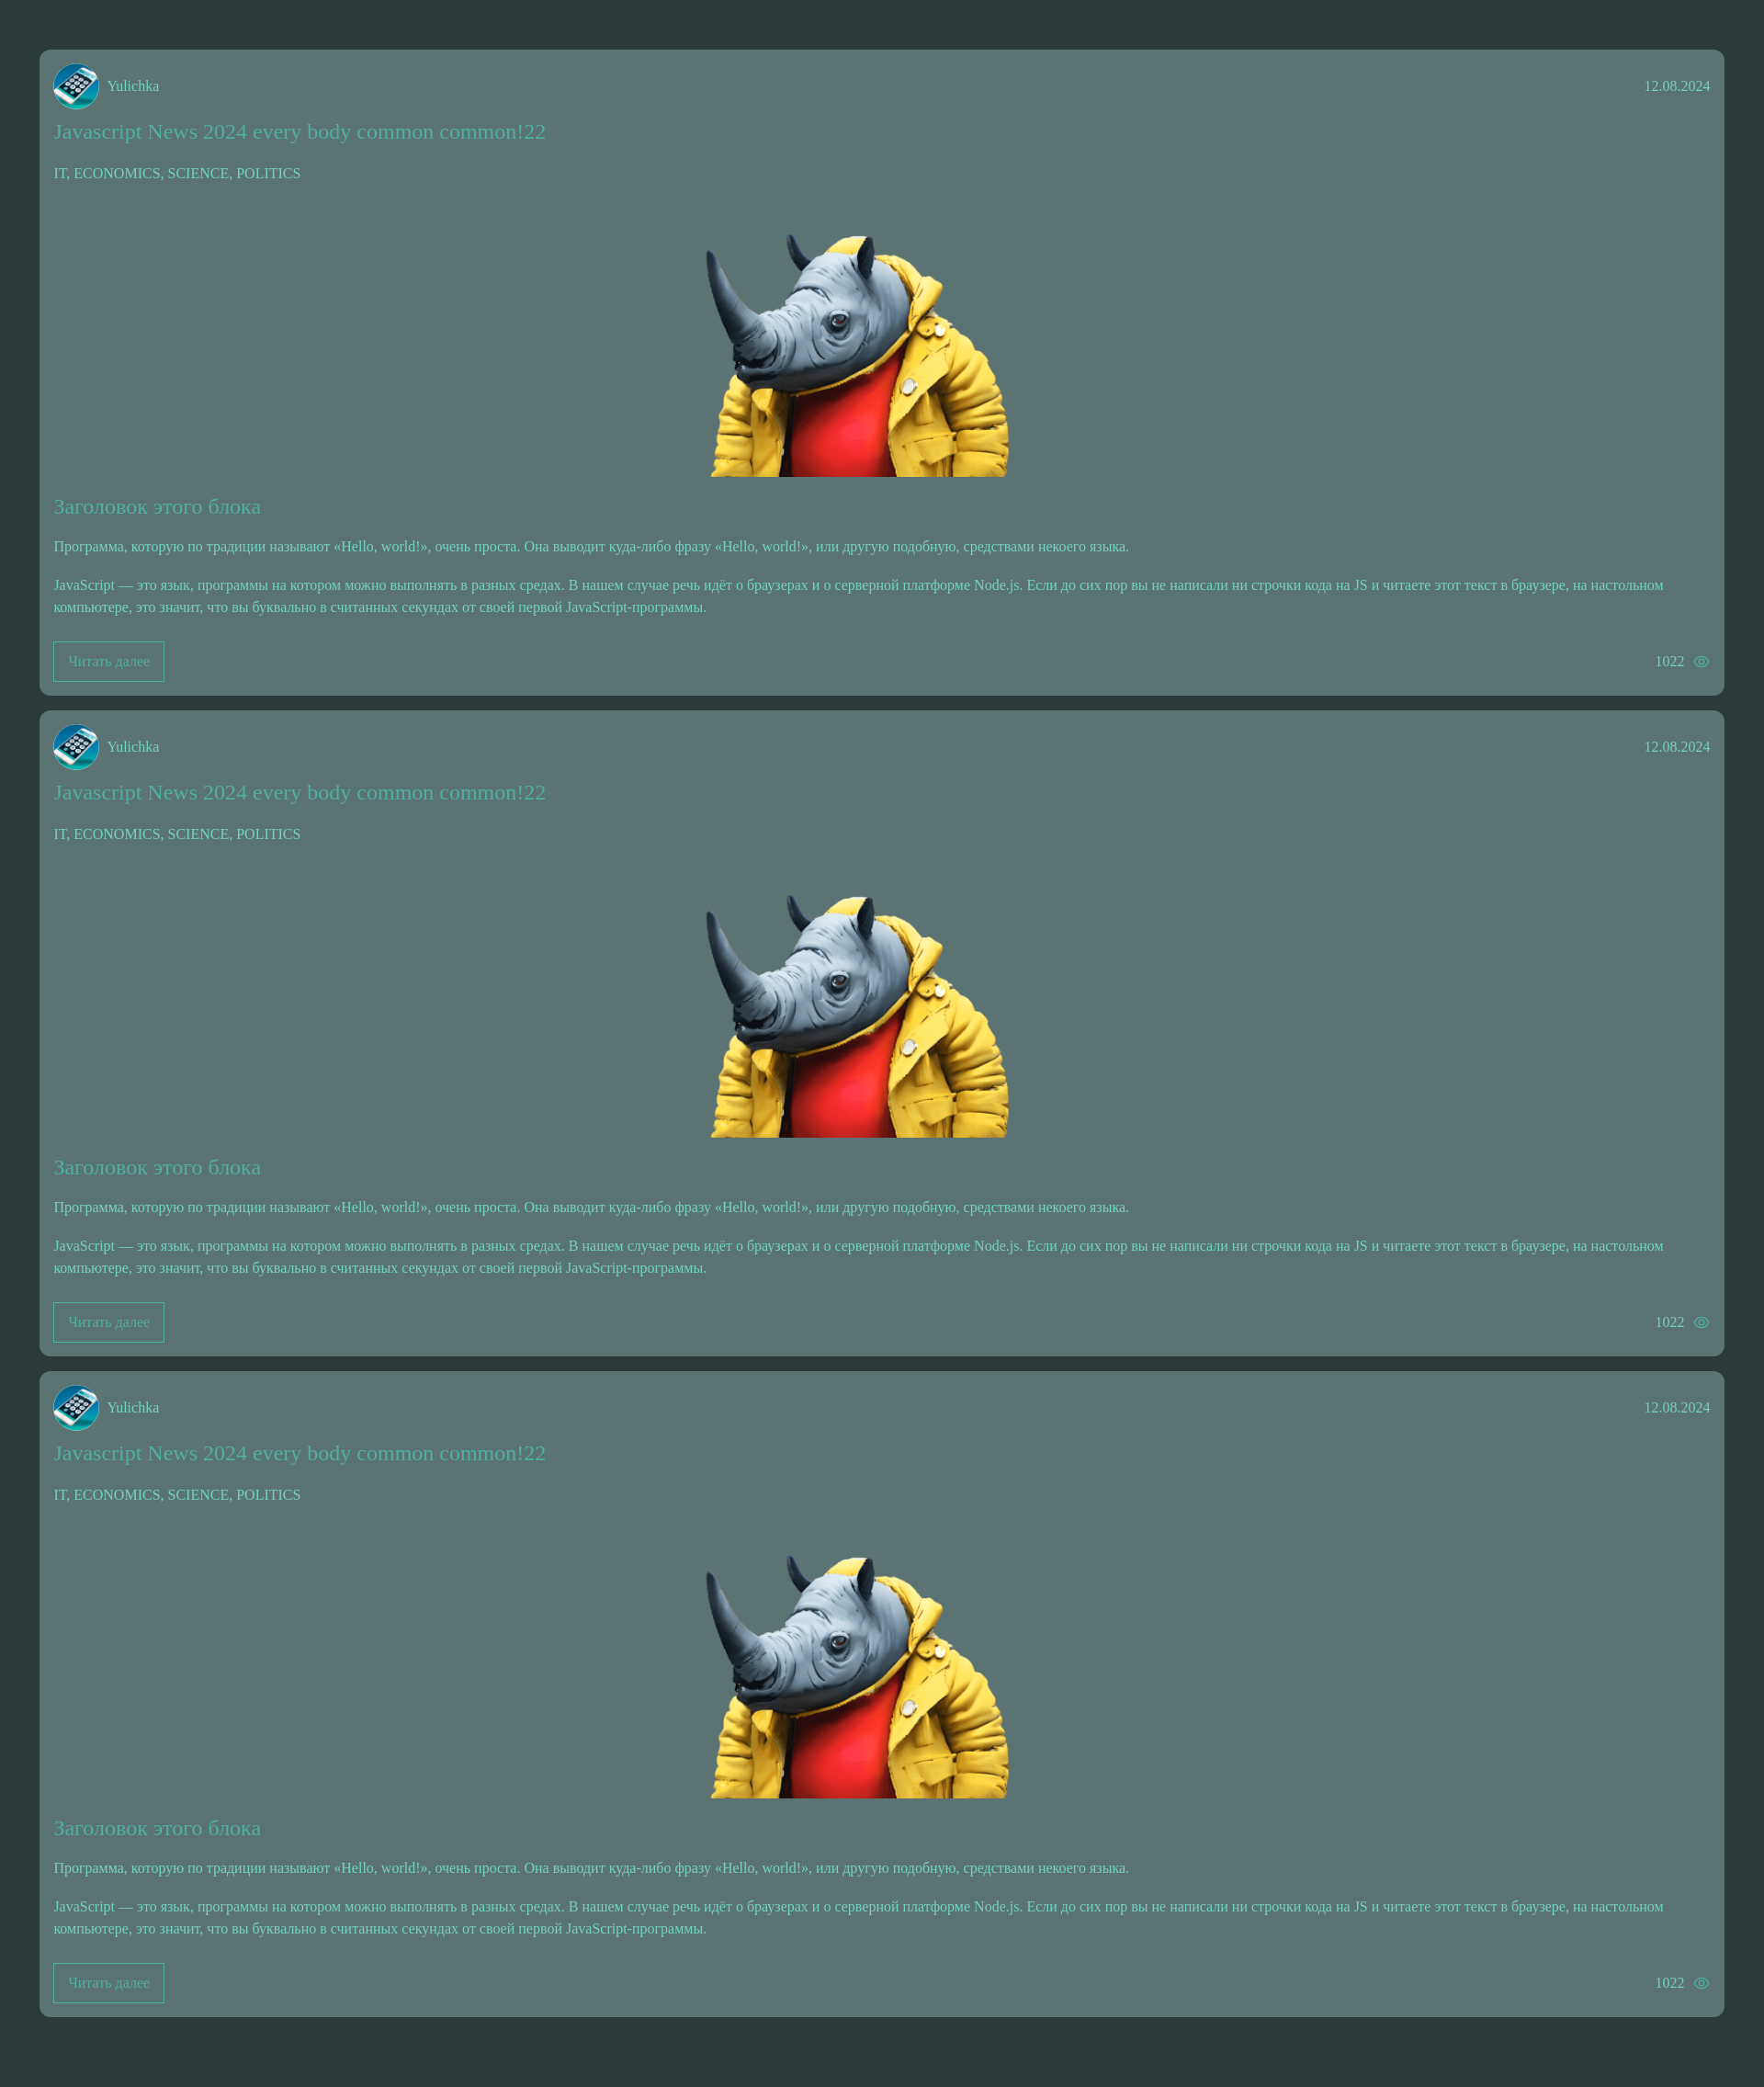 Yulichka
12.08.2024
Javascript News 2024 every body common common!22
IT, ECONOMICS, SCIENCE, POLITICS
Заголовок этого блока
Программа, которую по традиции называют «Hello, world!», очень проста. Она выводит куда-либо фразу «Hello, world!», или другую подобную, средствами некоего языка.
JavaScript — это язык, программы на котором можно выполнять в разных средах. В нашем случае речь идёт о браузерах и о серверной платформе Node.js. Если до сих пор вы не написали ни строчки кода на JS и читаете этот текст в браузере, на настольном
компьютере, это значит, что вы буквально в считанных секундах от своей первой JavaScript-программы.
Читать далее
1022
Yulichka
12.08.2024
Javascript News 2024 every body common common!22
IT, ECONOMICS, SCIENCE, POLITICS
Заголовок этого блока
Программа, которую по традиции называют «Hello, world!», очень проста. Она выводит куда-либо фразу «Hello, world!», или другую подобную, средствами некоего языка.
JavaScript — это язык, программы на котором можно выполнять в разных средах. В нашем случае речь идёт о браузерах и о серверной платформе Node.js. Если до сих пор вы не написали ни строчки кода на JS и читаете этот текст в браузере, на настольном
компьютере, это значит, что вы буквально в считанных секундах от своей первой JavaScript-программы.
Читать далее
1022
Yulichka
12.08.2024
Javascript News 2024 every body common common!22
IT, ECONOMICS, SCIENCE, POLITICS
Заголовок этого блока
Программа, которую по традиции называют «Hello, world!», очень проста. Она выводит куда-либо фразу «Hello, world!», или другую подобную, средствами некоего языка.
JavaScript — это язык, программы на котором можно выполнять в разных средах. В нашем случае речь идёт о браузерах и о серверной платформе Node.js. Если до сих пор вы не написали ни строчки кода на JS и читаете этот текст в браузере, на настольном
компьютере, это значит, что вы буквально в считанных секундах от своей первой JavaScript-программы.
Читать далее
1022